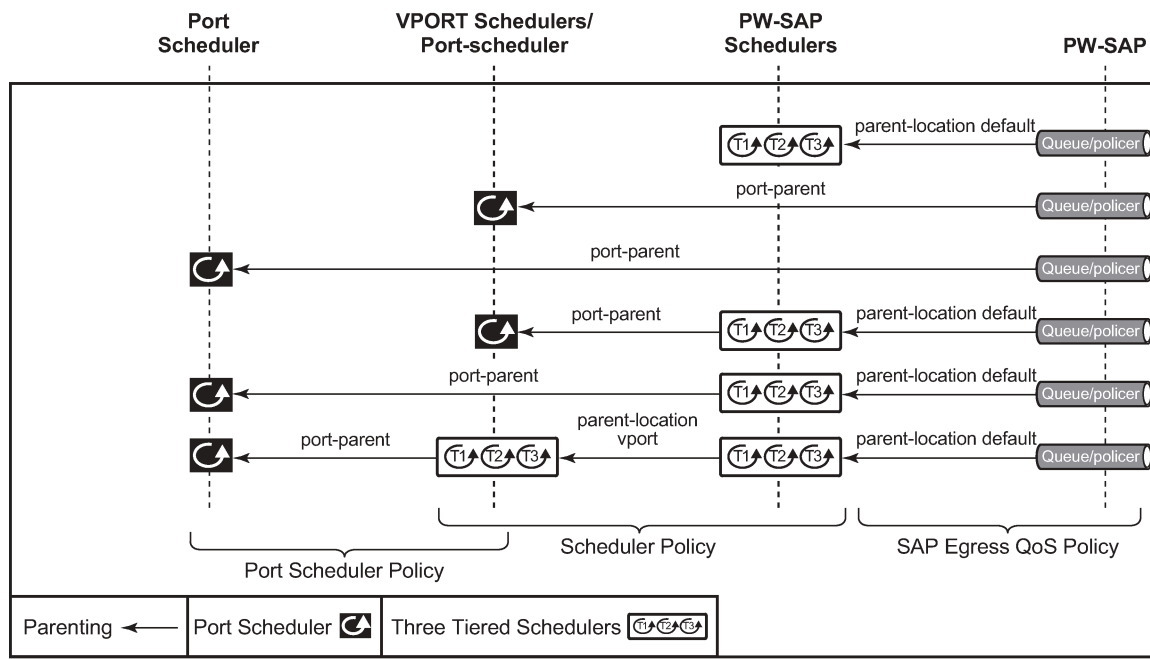 Port
Scheduler
VPORT Schedulers/
Port-scheduler
PW-SAP
Schedulers
PW-SAP
T1 T2 T3
parent-location default
Queue/policer
port-parent
Queue/policer
port-parent
Queue/policer
port-parent
T1 T2 T3
parent-location default
Queue/policer
port-parent
T1 T2 T3
parent-location default
Queue/policer
port-parent
T1 T2 T3
parent-location
vport
T1 T2 T3
parent-location default
Queue/policer
Port Scheduler Policy
Scheduler Policy
SAP Egress QoS Policy
Parenting
Port Scheduler
Three Tiered Schedulers
T1 T2 T3